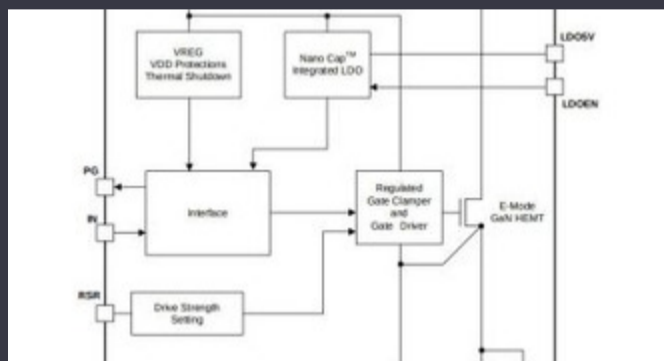 VREG
VDD Protections
Thermal Shutdown
Nano Cap™
Integrated LDO
LDO5V
LDOEN
PG
IN
Interface
Regulated
Gate Clamper
and
Gate Driver
E-Mode
GaN HEMT
RSR
Drive Strength
Setting